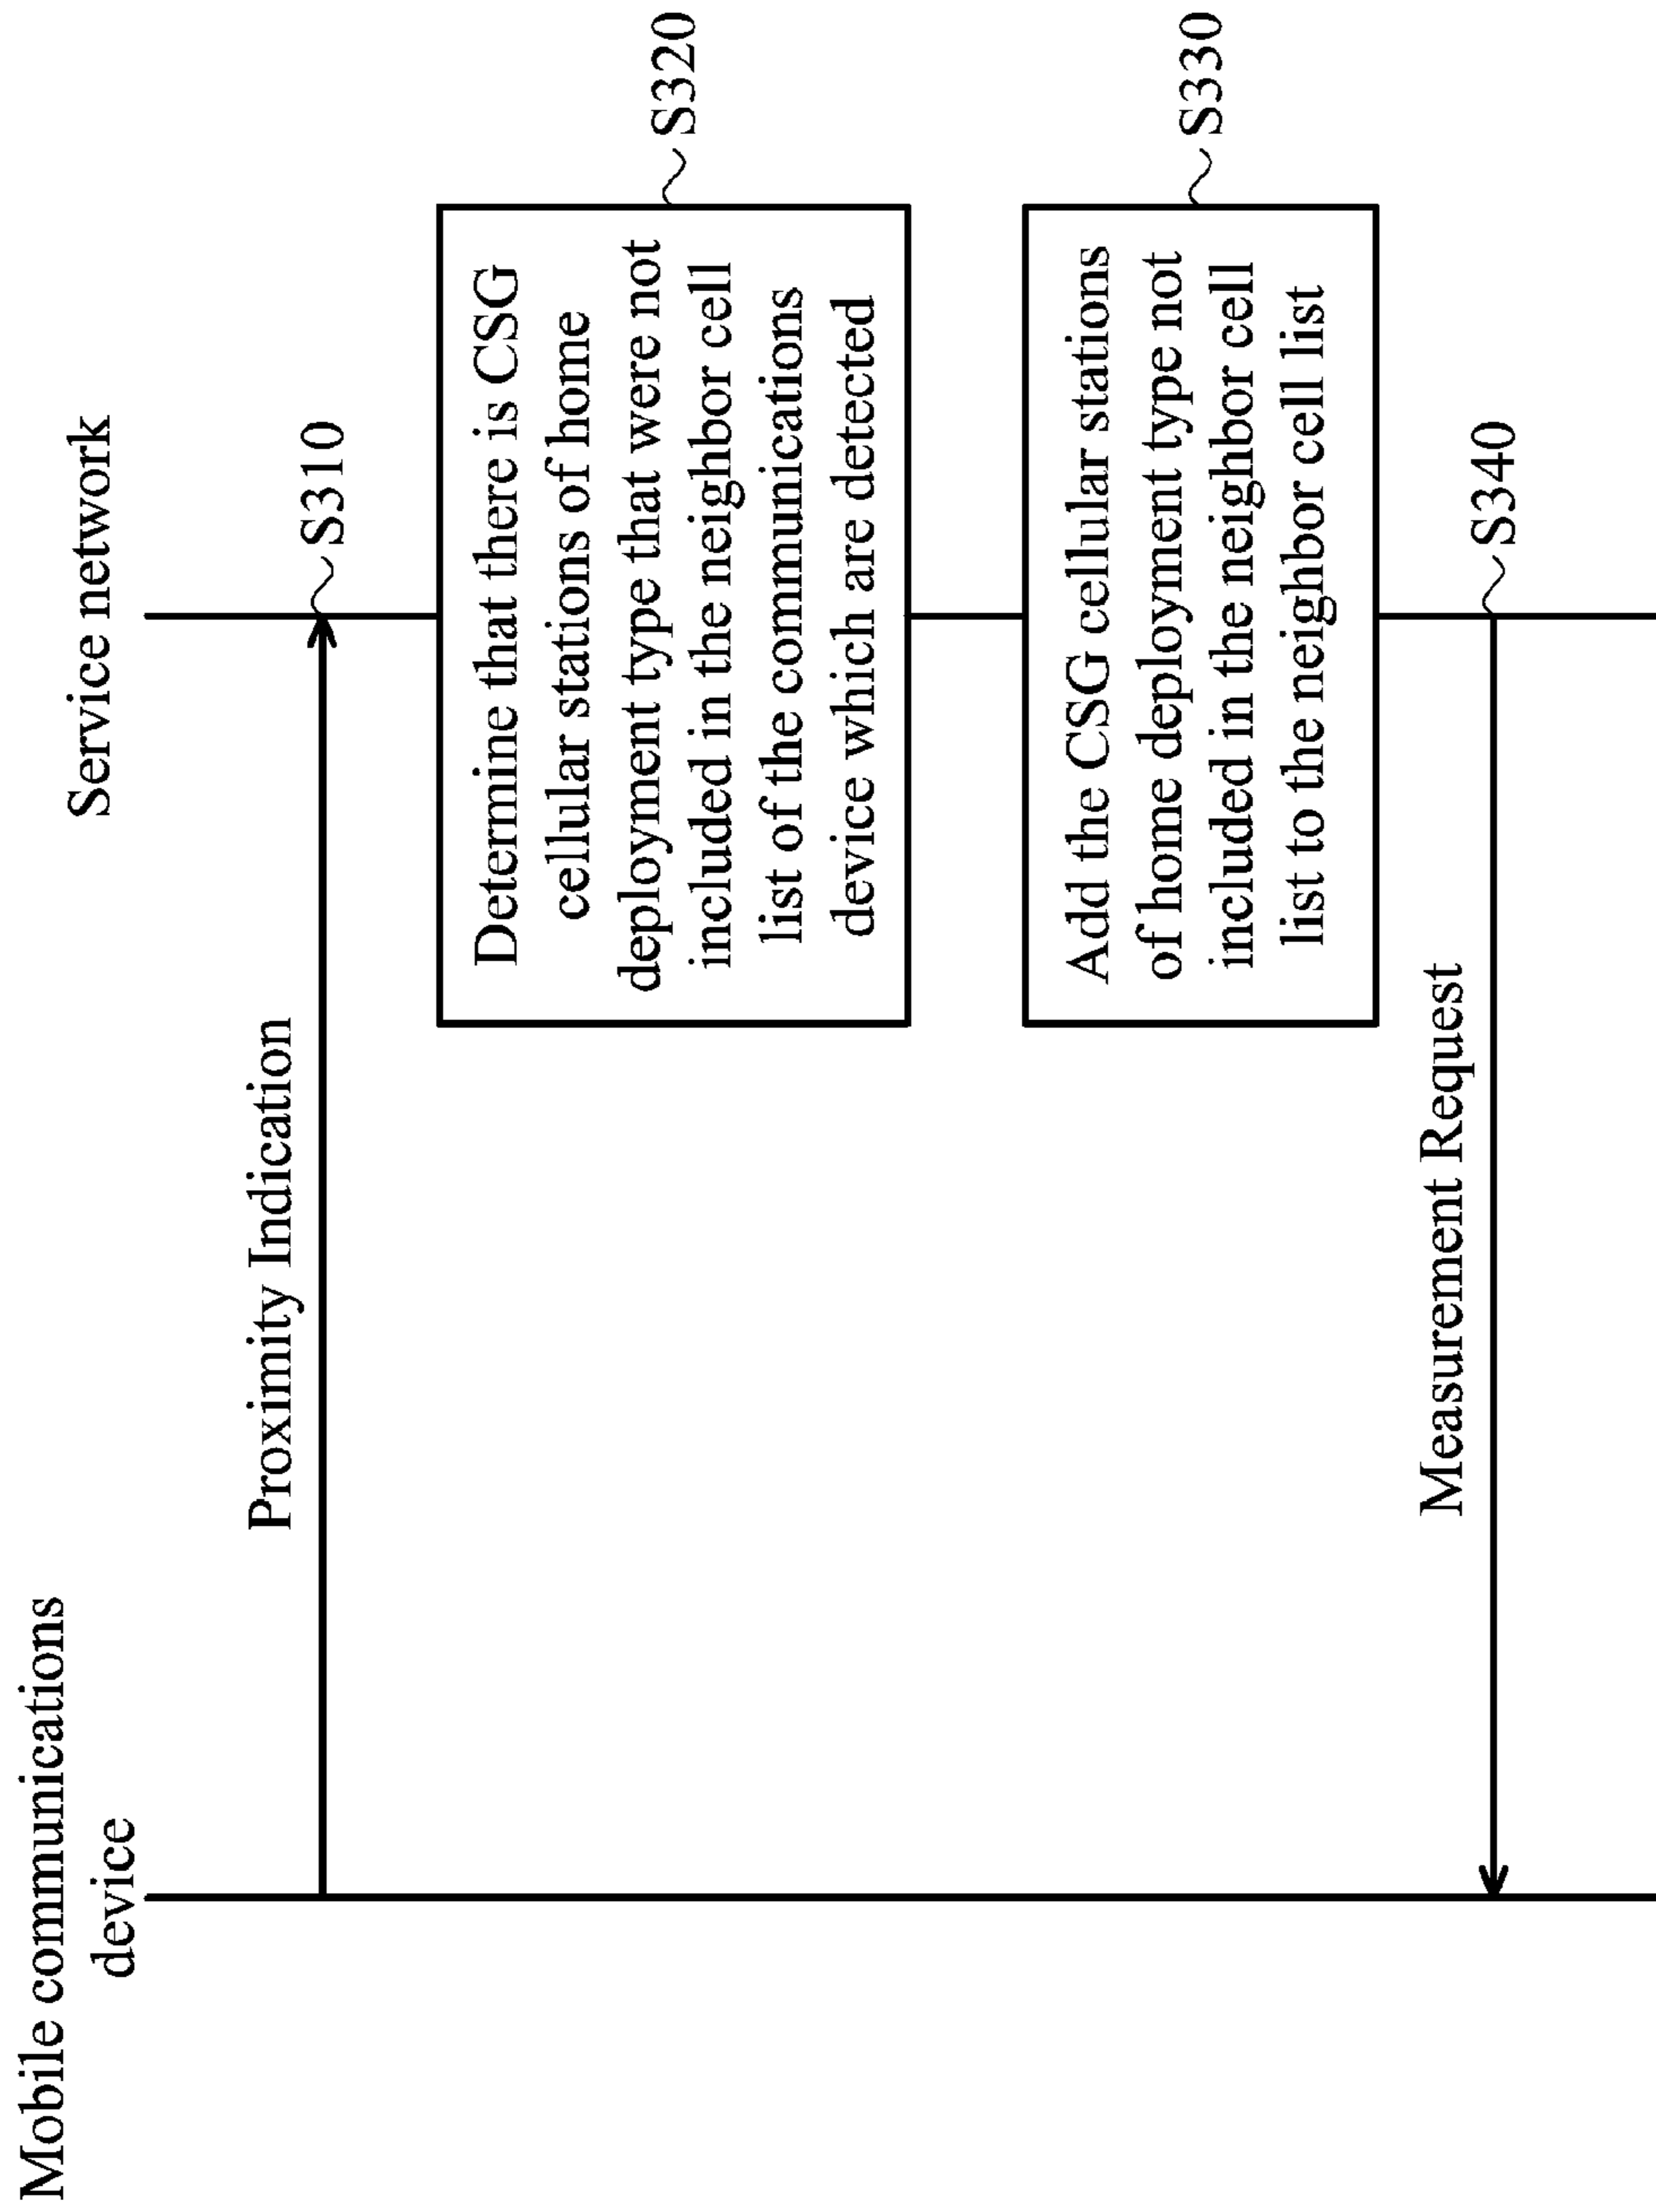 Mobile communications
device
Service network
Proximity Indication
S310
Determine that there is CSG
cellular stations of home
deployment type that were not
included in the neighbor cell
list of the communications
device which are detected
S320
Add the CSG cellular stations
of home deployment type not
included in the neighbor cell
list to the neighbor cell list
S330
Measurement Request
S340